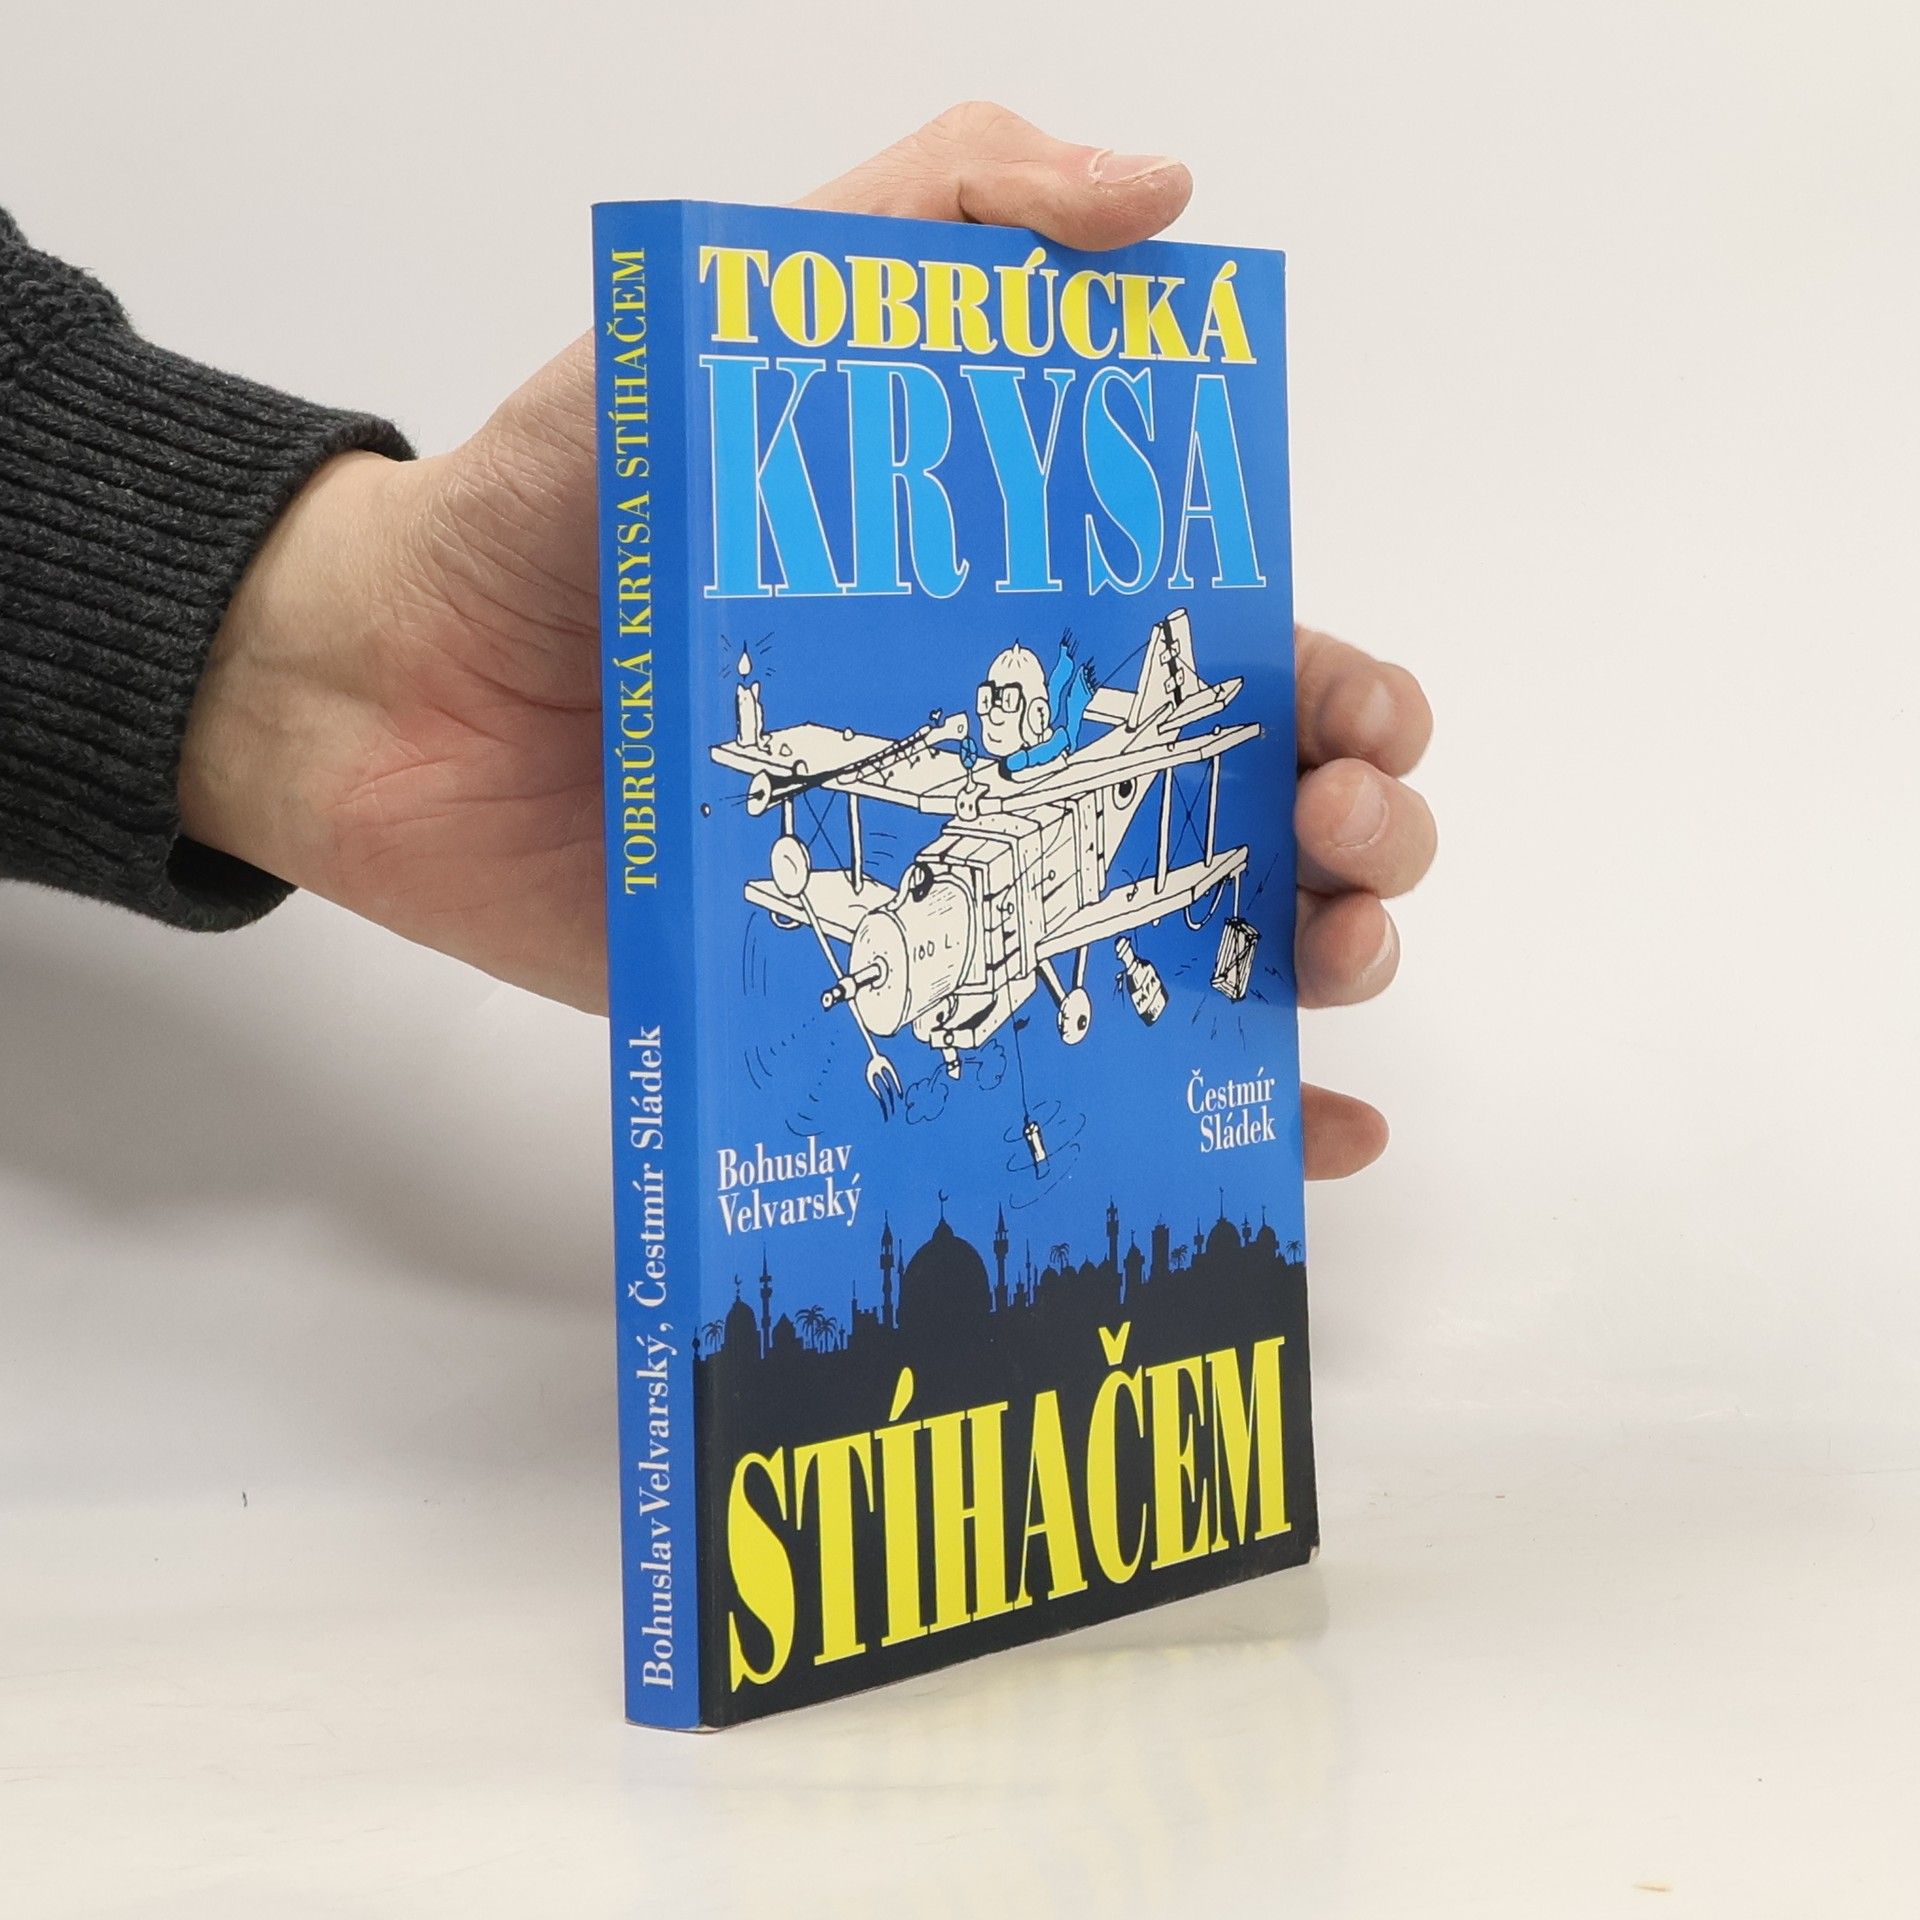 TOBRÚCKÁ KRYSA STÍHAČEM
Bohuslav Velvarský, Čestmír Sládek
TOBRÚCKÁ
KRYSA
100 L.
Čestmír
Sládek
Bohuslav
Velvarský
STÍHAČEM